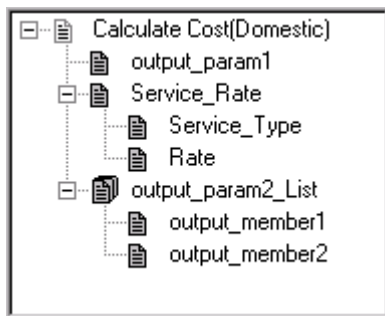 Calculate Cost(Domestic)
output_param1
Service_Rate
Service_Type
Rate
output_param2_List
output_member1
output_member2